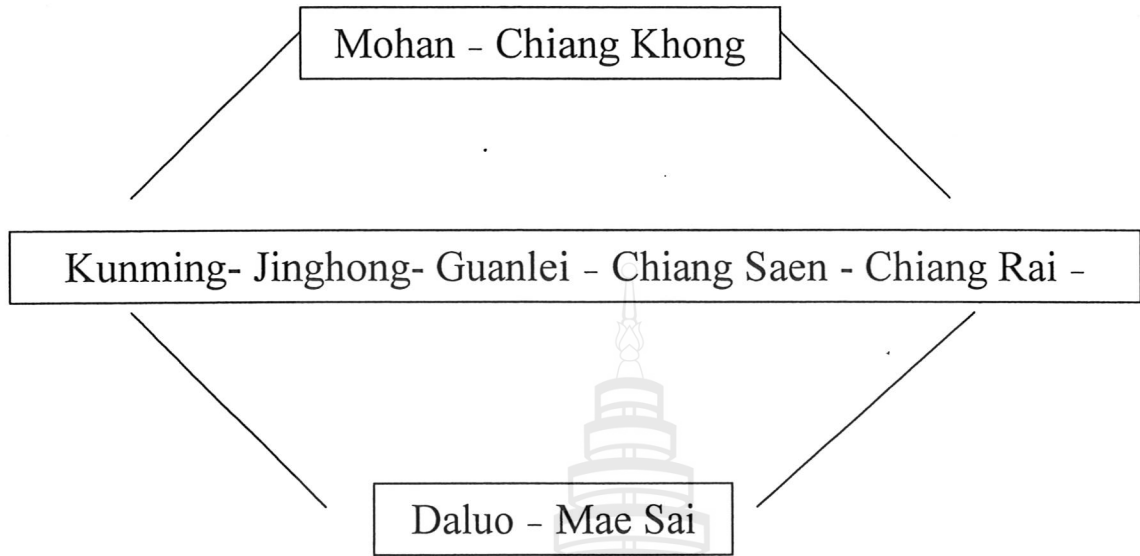 Mohan – Chiang Khong
Kunming- Jinghong- Guanlei – Chiang Saen - Chiang Rai –
Daluo – Mae Sai